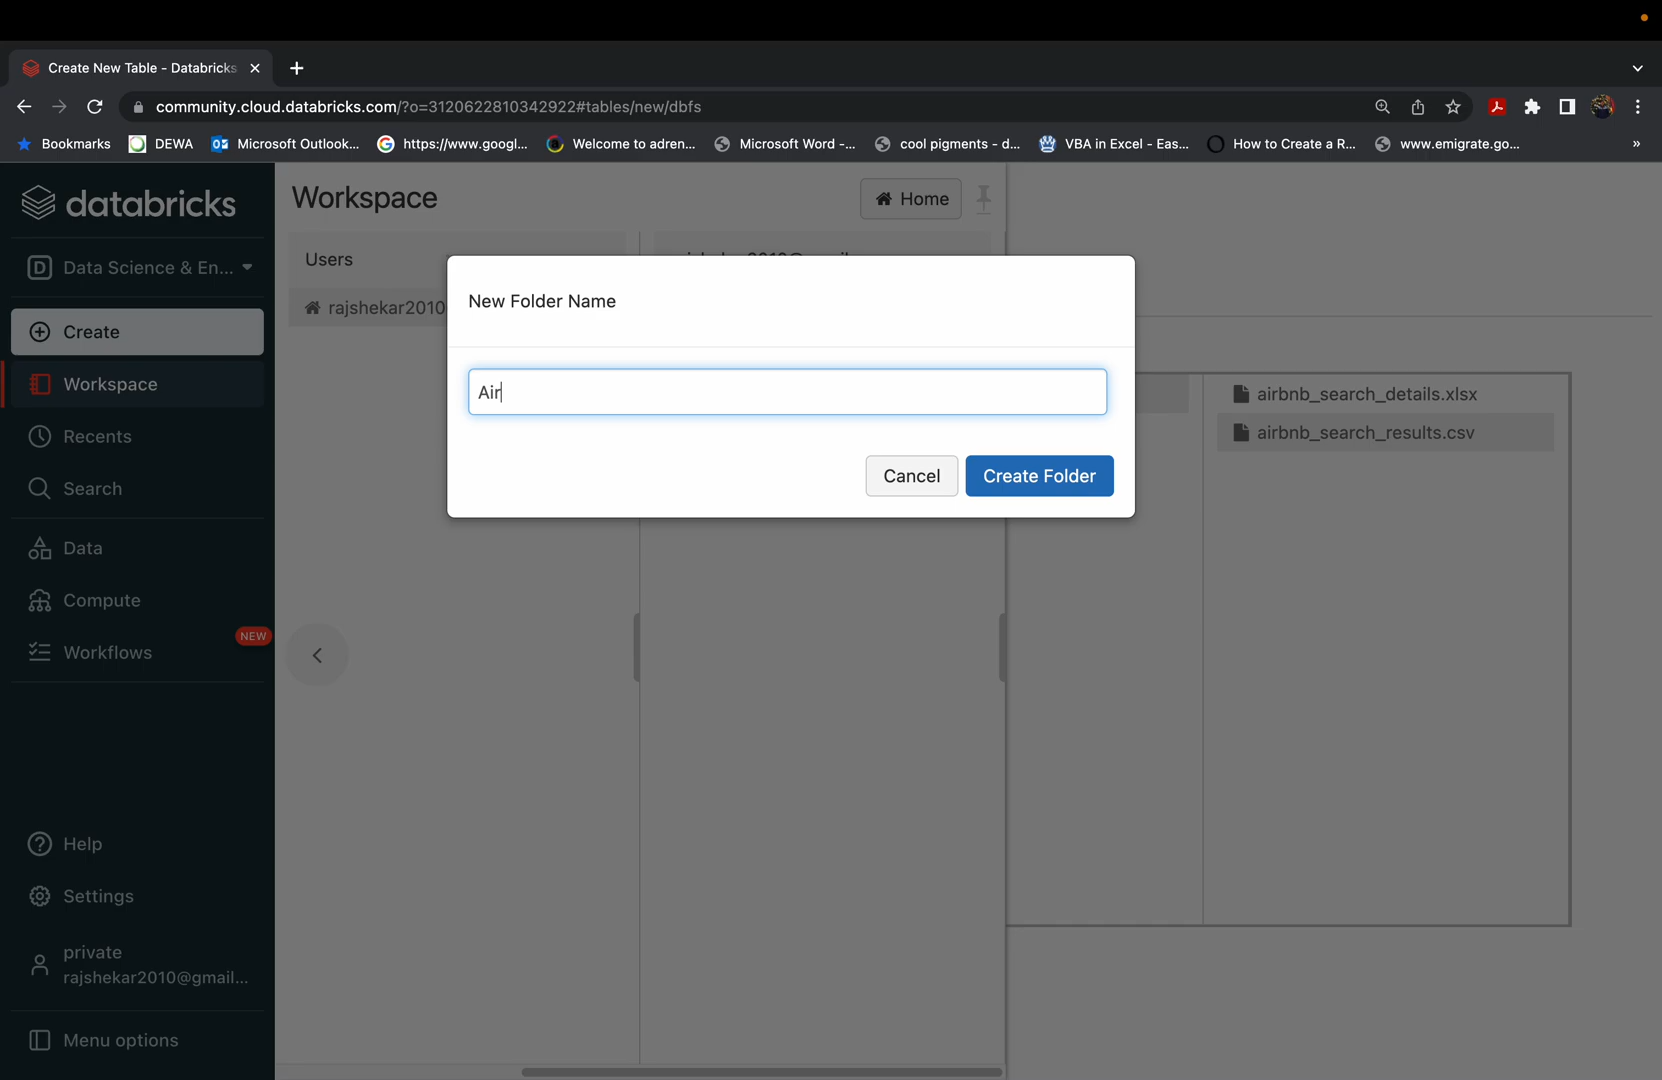 Create New Table - Databricks
community.cloud.databricks.com/?o=3120622810342922#tables/new/dbfs
Bookmarks
DEWA
Microsoft Outlook...
https://www.googl...
Welcome to adren...
Microsoft Word -...
cool pigments - d...
VBA in Excel - Eas...
How to Create a R...
www.emigrate.go...
»
databricks
Workspace
Home
D Data Science & En...
Users
New Folder Name
rajshekar2010
Create
Workspace
Air
airbnb_search_details.xlsx
airbnb_search_results.csv
Recents
Cancel
Create Folder
Search
Data
Compute
NEW
Workflows
Help
Settings
private
rajshekar2010@gmail...
Menu options